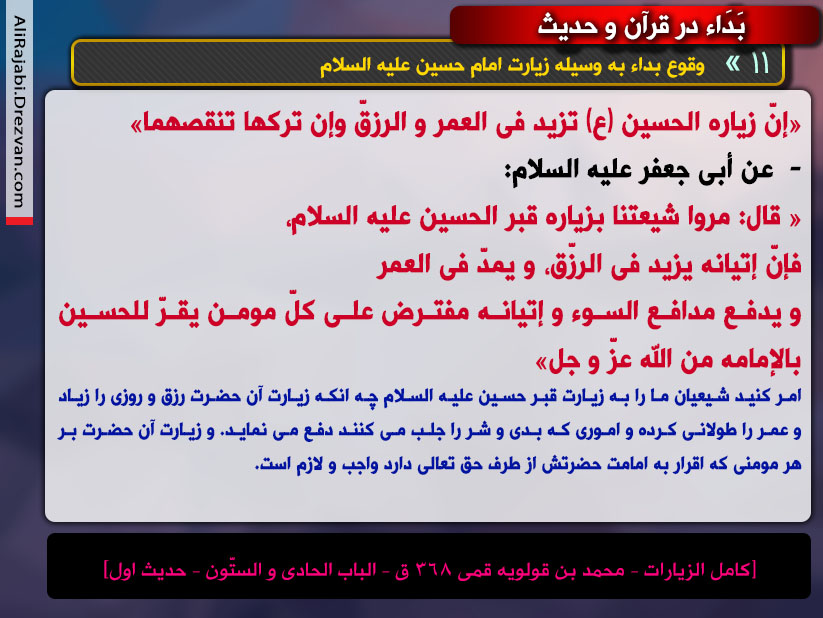 بَدَاء در قرآن و حدیث
۱۱ » وقوع بداء به وسیله زیارت امام حسین علیه السلام
«إنّ زیاره الحسین (ع) تزید فی العمر و الرزقّ وإن ترکها تنقصهما»
- عن أبی جعفر علیه السلام:
« قال: مروا شیعتنا بزیاره قبر الحسین علیه السلام،
فإنّ إتیانه یزید فی الرزّق، و یمدّ فی العمر
و یدفع مدافع السوء و إتیانه مفترض علی کلّ مومن یقرّ للحسین
بالإمامه من الله عزّ و جل»
امر کنید شیعیان ما را به زیارت قبر حسین علیه السلام چه انکه زیارت آن حضرت رزق و روزی را زیاد
و عمر را طولانی کرده و اموری که بدی و شر را جلب می کنند دفع می نماید. و زیارت آن حضرت بر
هر مومنی که اقرار به امامت حضرتش از طرف حق تعالی دارد واجب و لازم است.
[کامل الزیارات - محمد بن قولویه قمی ۳۶۸ ق - الباب الحادی و الستّون - حدیث اول]
AliRajabi.Drezvan.com